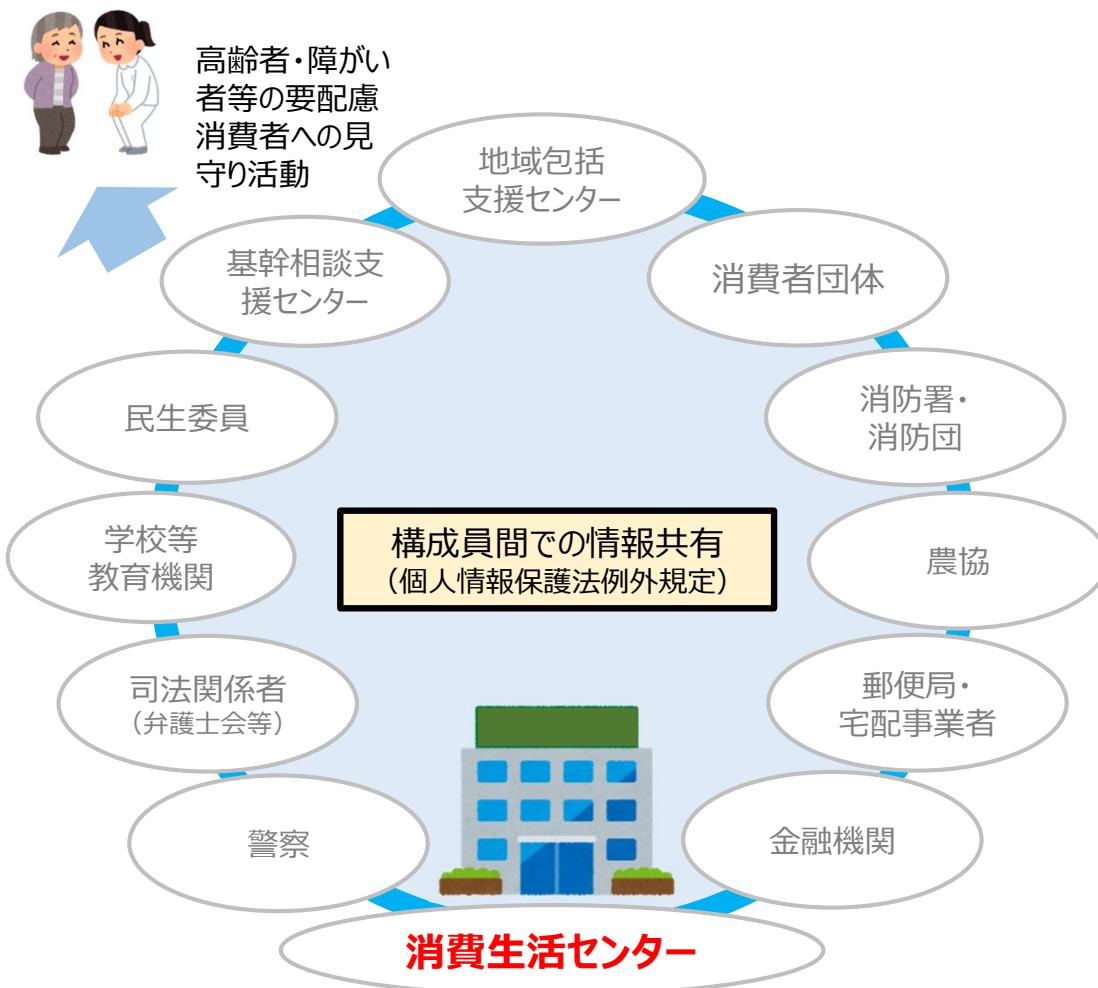 高齢者・障がい
者等の要配慮
消費者への見
守り活動
地域包括
支援センター
基幹相談支
援センター
消費者団体
民生委員
消防署・
消防団
学校等
教育機関
構成員間での情報共有
（個人情報保護法例外規定）
農協
司法関係者
（弁護士会等）
郵便局・
宅配事業者
警察
金融機関
消費生活センター